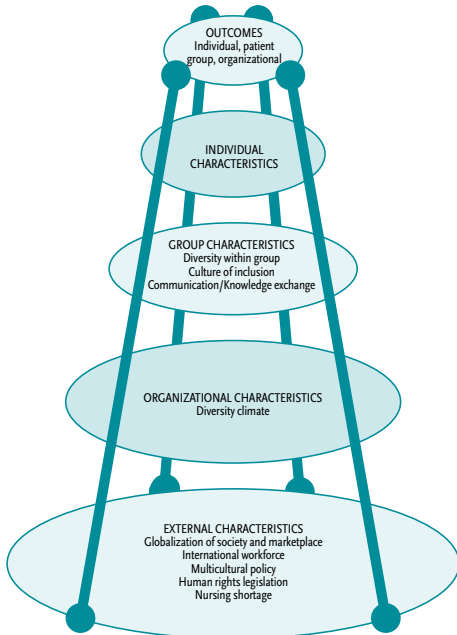 OUTCOMES
Individual, patient
group, organizational
INDIVIDUAL
CHARACTERISTICS
GROUP CHARACTERISTICS
Diversity within group
Culture of inclusion
Communication/Knowledge exchange
ORGANIZATIONAL CHARACTERISTICS
Diversity climate
EXTERNAL CHARACTERISTICS
Globalization of society and marketplace
International workforce
Multicultural policy
Human rights legislation
Nursing shortage